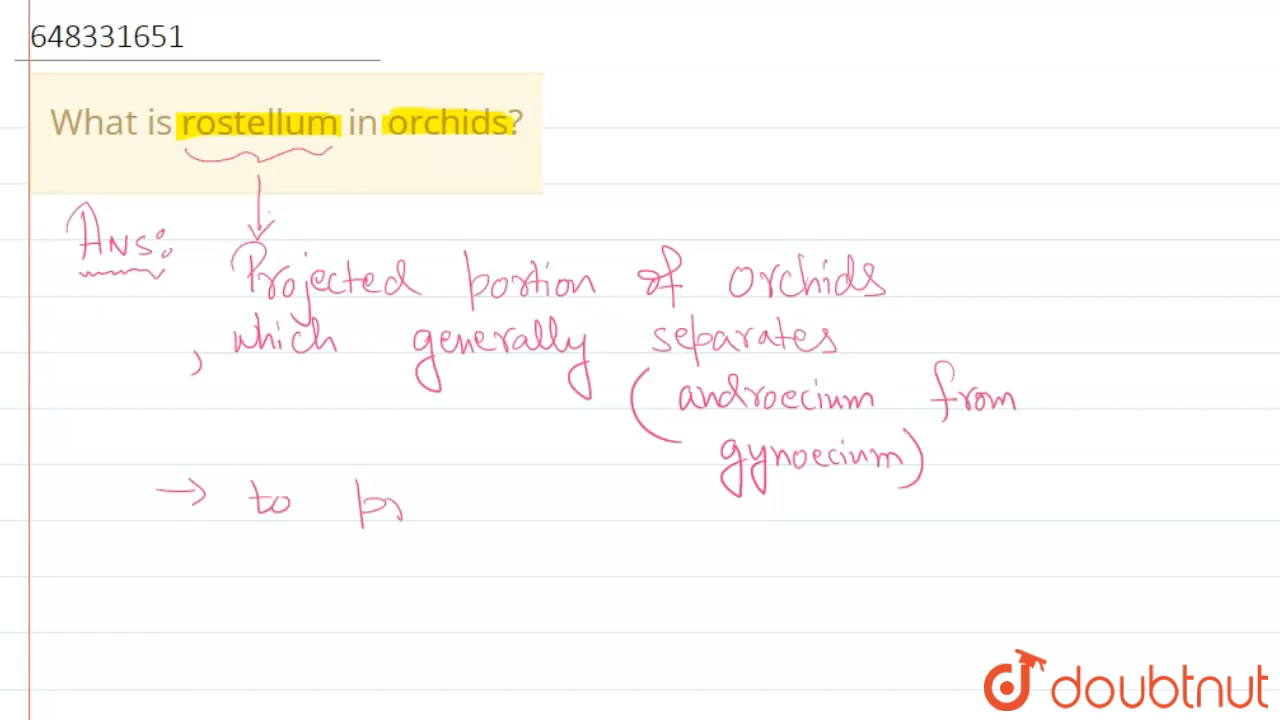 648331651
What is rostellum in orchids?
Ans:
Projected portion of orchids
, which generally separates
(androecium from
gynoecium)
→ to
doubtnut